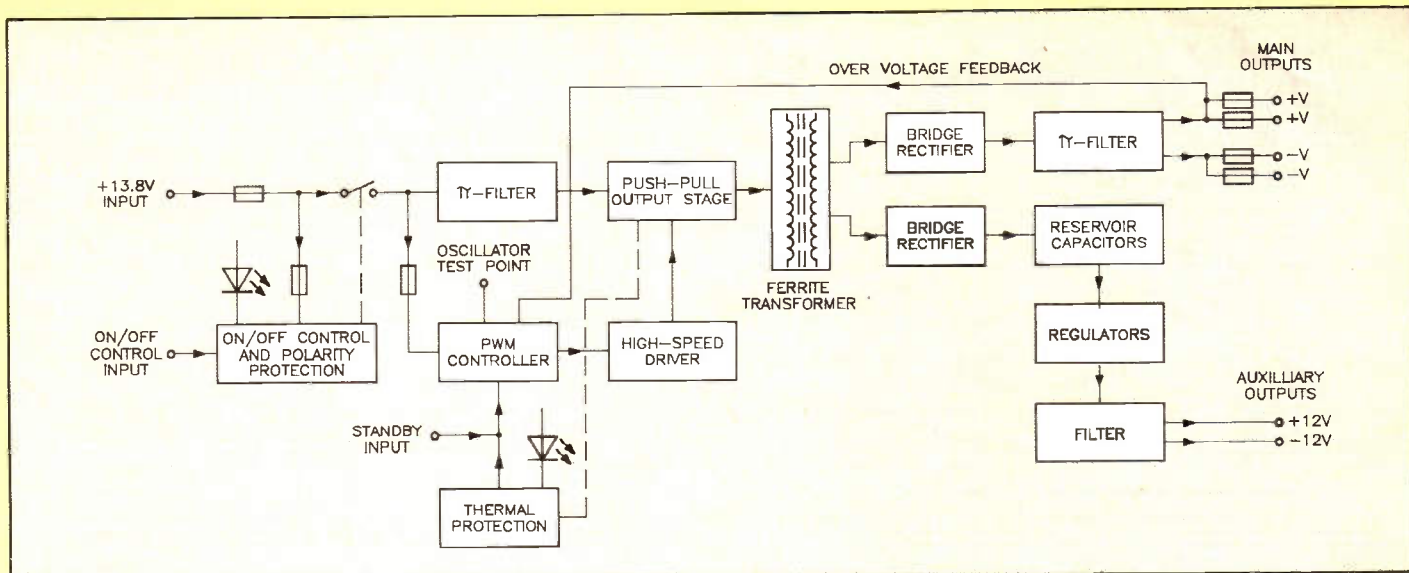 OVER VOLTAGE FEEDBACK
MAIN
OUTPUTS
+V
+V
-V
-V
+13.8V
INPUT
π-FILTER
PUSH-PULL
OUTPUT STAGE
BRIDGE
RECTIFIER
π-FILTER
OSCILLATOR
TEST POINT
FERRITE
TRANSFORMER
BRIDGE
RECTIFIER
RESERVOIR
CAPACITORS
ON/OFF
CONTROL
INPUT
ON/OFF CONTROL
AND POLARITY
PROTECTION
PWM
CONTROLLER
HIGH-SPEED
DRIVER
REGULATORS
STANDBY
INPUT
THERMAL
PROTECTION
FILTER
AUXILLIARY
OUTPUTS
+12V
-12V